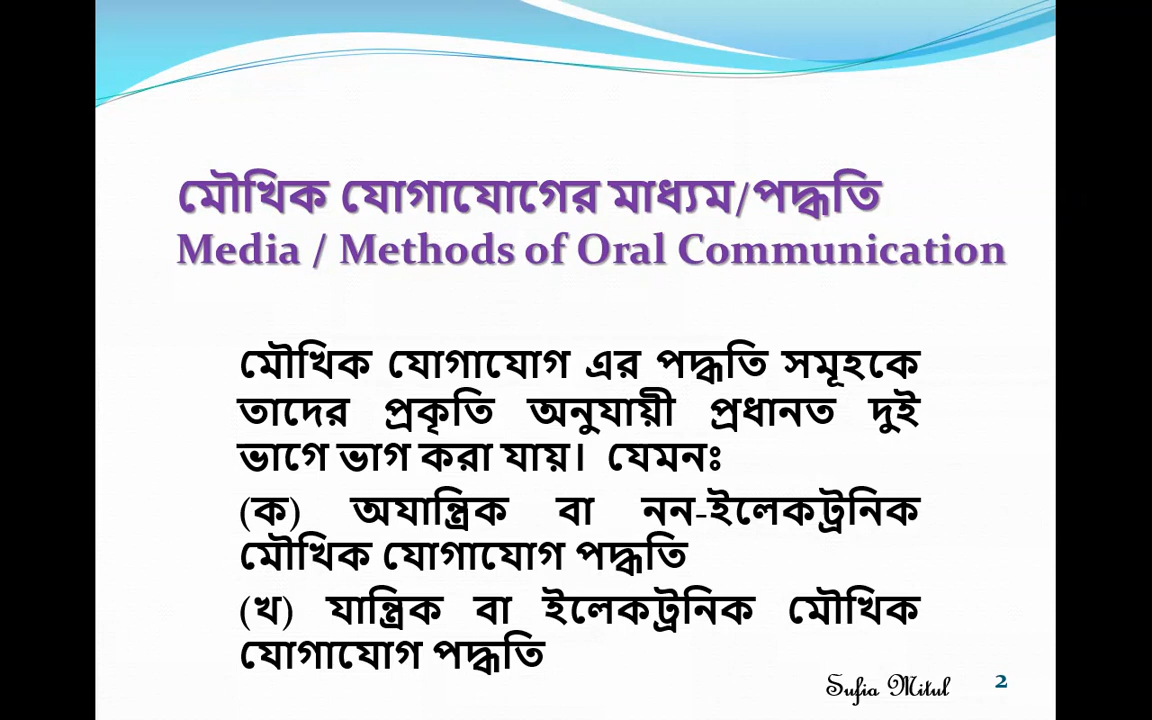 মৌখিক যোগাযোগের মাধ্যম/পদ্ধতি
Media / Methods of Oral Communication
মৌখিক যোগাযোগ এর পদ্ধতি সমূহকে
তাদের প্রকৃতি অনুযায়ী প্রধানত দুই
ভাগে ভাগ করা যায়। যেমনঃ
(ক) অযান্ত্রিক বা নন-ইলেকট্রনিক
মৌখিক যোগাযোগ পদ্ধতি
(খ) যান্ত্রিক বা ইলেকট্রনিক মৌখিক
যোগাযোগ পদ্ধতি
Sufia Mitul 2